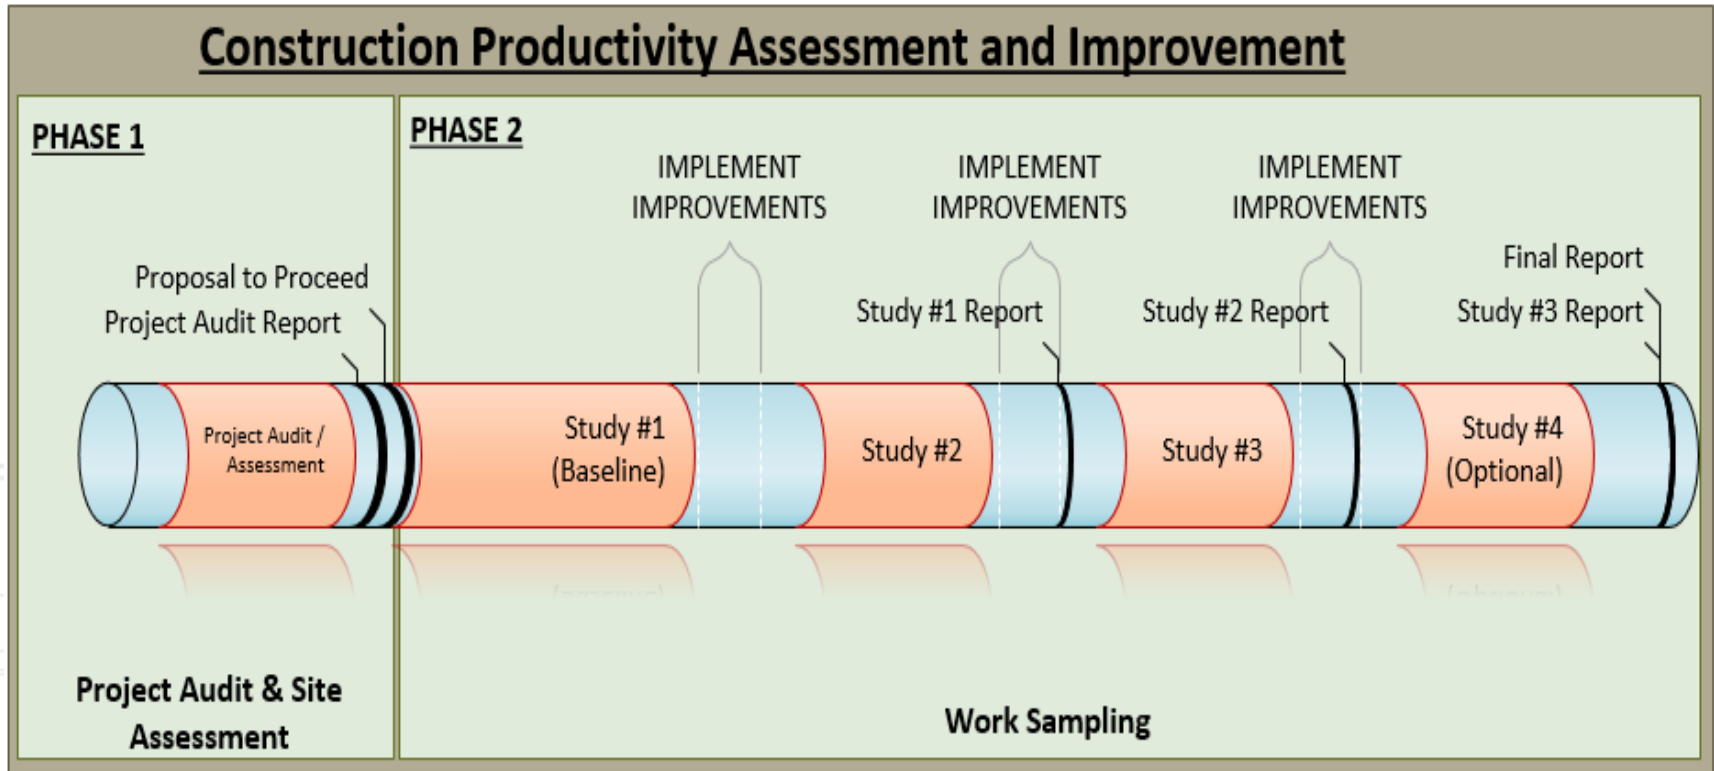 Construction Productivity Assessment and Improvement
PHASE 1
PHASE 2
IMPLEMENT
IMPROVEMENTS
IMPLEMENT
IMPROVEMENTS
IMPLEMENT
IMPROVEMENTS
Proposal to Proceed
Project Audit Report
Study #1 Report
Study #2 Report
Final Report
Study #3 Report
Project Audit /
Assessment
Study #1
(Baseline)
Study #2
Study #3
Study #4
(Optional)
Project Audit & Site
Assessment
Work Sampling